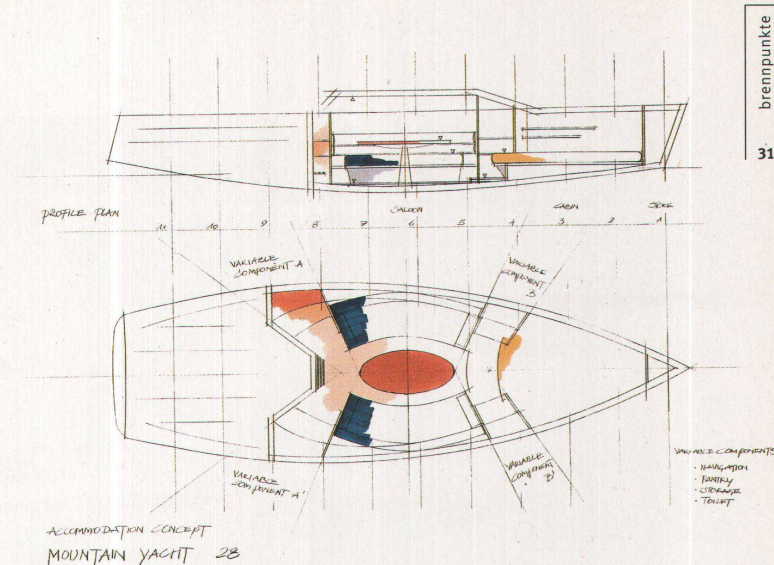 brennpunkte
31
PROFILE PLAN
SALOON
CABIN
11 10 9 8 7 6 5 4 3 2 1
VARIABLE
COMPONENT A
VARIABLE
COMPONENT
B
VARIABLE
COMPONENT A'
VARIABLE
COMPONENT
B'
VARIABLE COMPONENTS
· NAVIGATION
· PANTRY
· STORAGE
· TOILET
ACCOMMODATION CONCEPT
MOUNTAIN YACHT 28